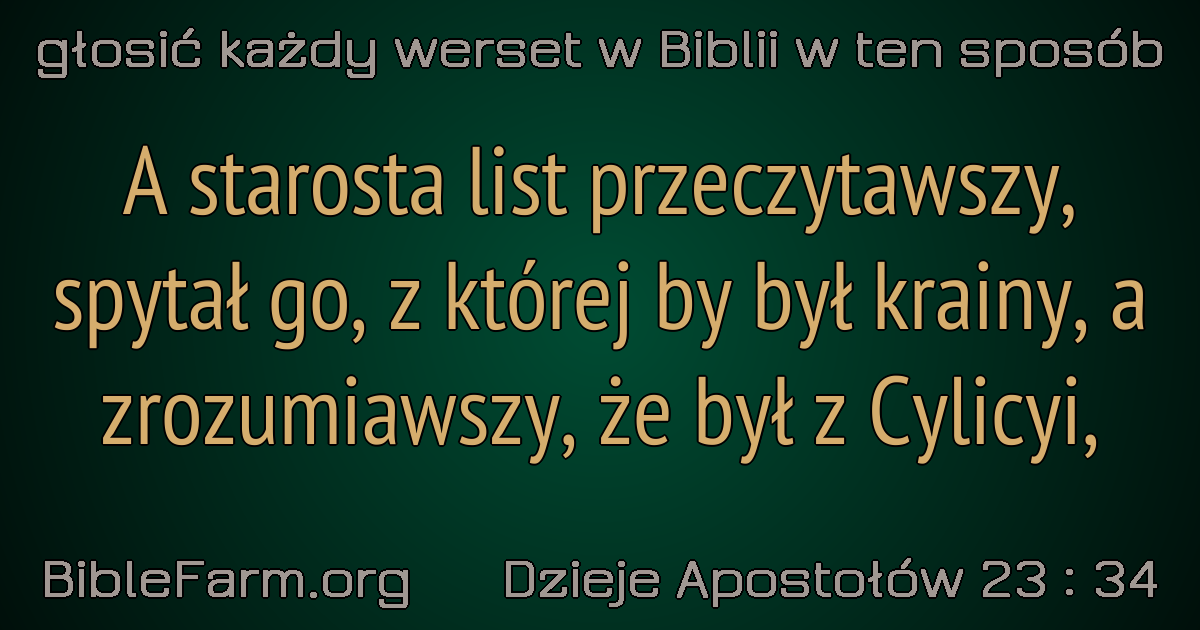 głosić każdy werset w Biblii w ten sposób
A starosta list przeczytawszy,
spytał go, z której by był krainy, a
zrozumiawszy, że był z Cylicyi,
BibleFarm.org Dzieje Apostołów 23 : 34